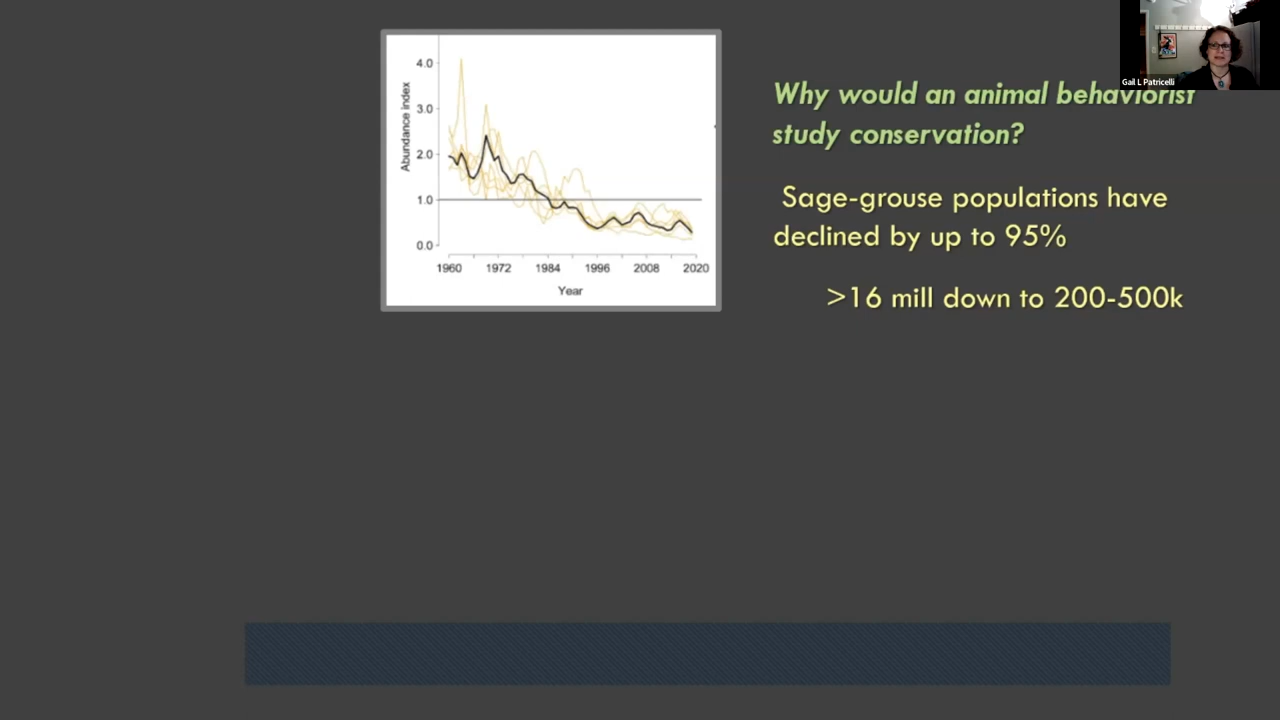 Gail L Patricelli
Why would an animal behaviorist
study conservation?
Sage-grouse populations have
declined by up to 95%
>16 mill down to 200-500k
Abundance index
4.0
3.0
2.0
1.0
0.0
1960 1972 1984 1996 2008 2020
Year